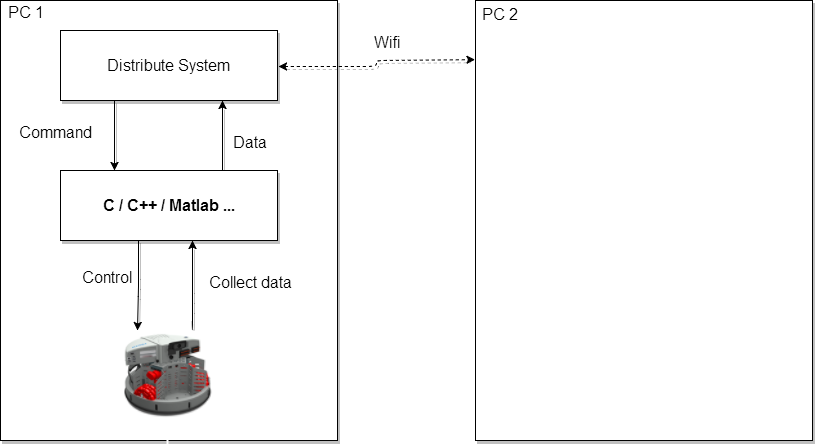 PC 1
PC 2
Wifi
Distribute System
Command
Data
C / C++ / Matlab ...
Control
Collect data